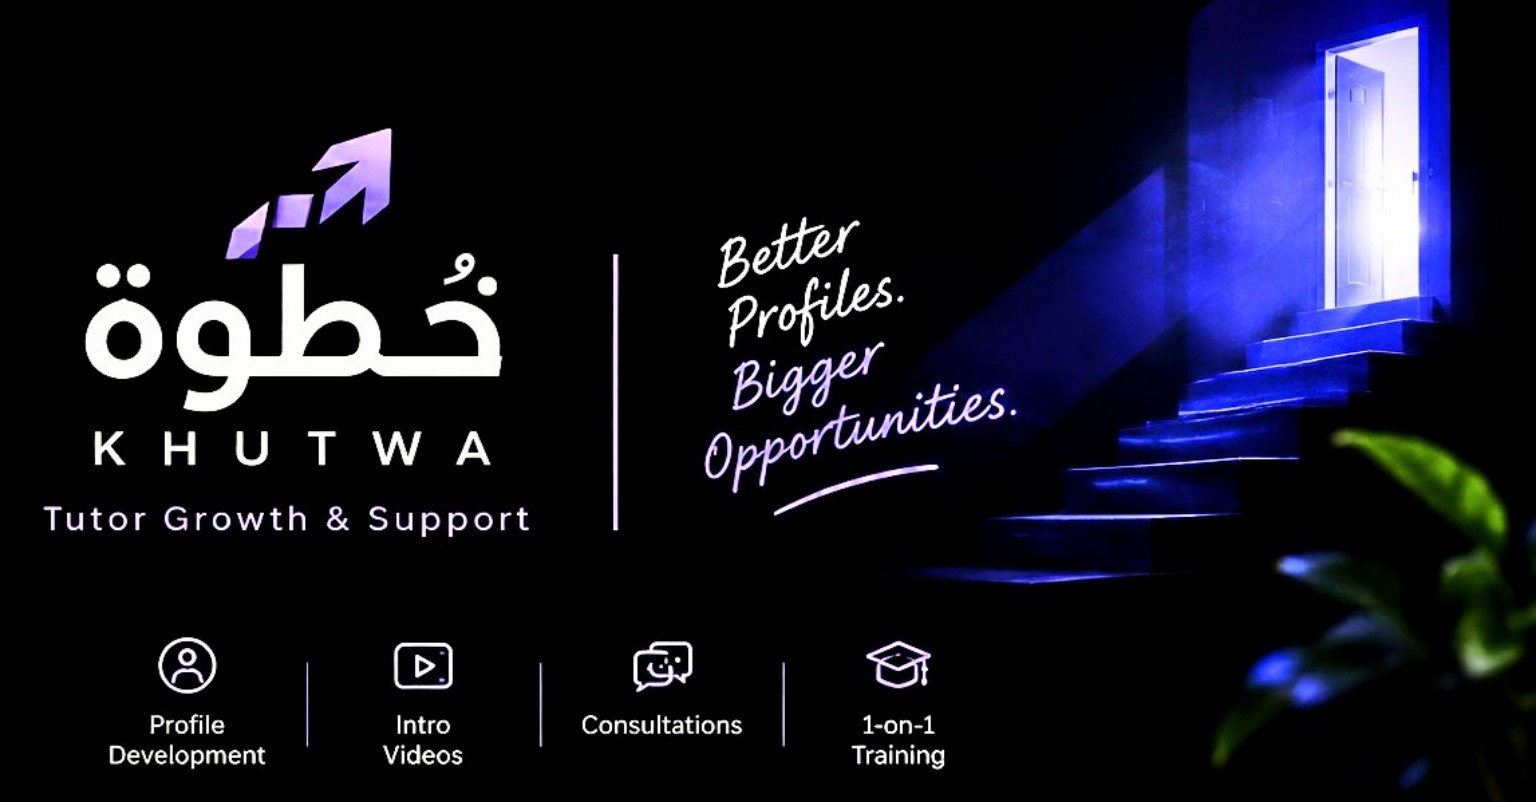 خُطوة
KHUTWA
Tutor Growth & Support
Better
Profiles.
Bigger
Opportunities.
Profile
Development
Intro
Videos
Consultations
1-on-1
Training